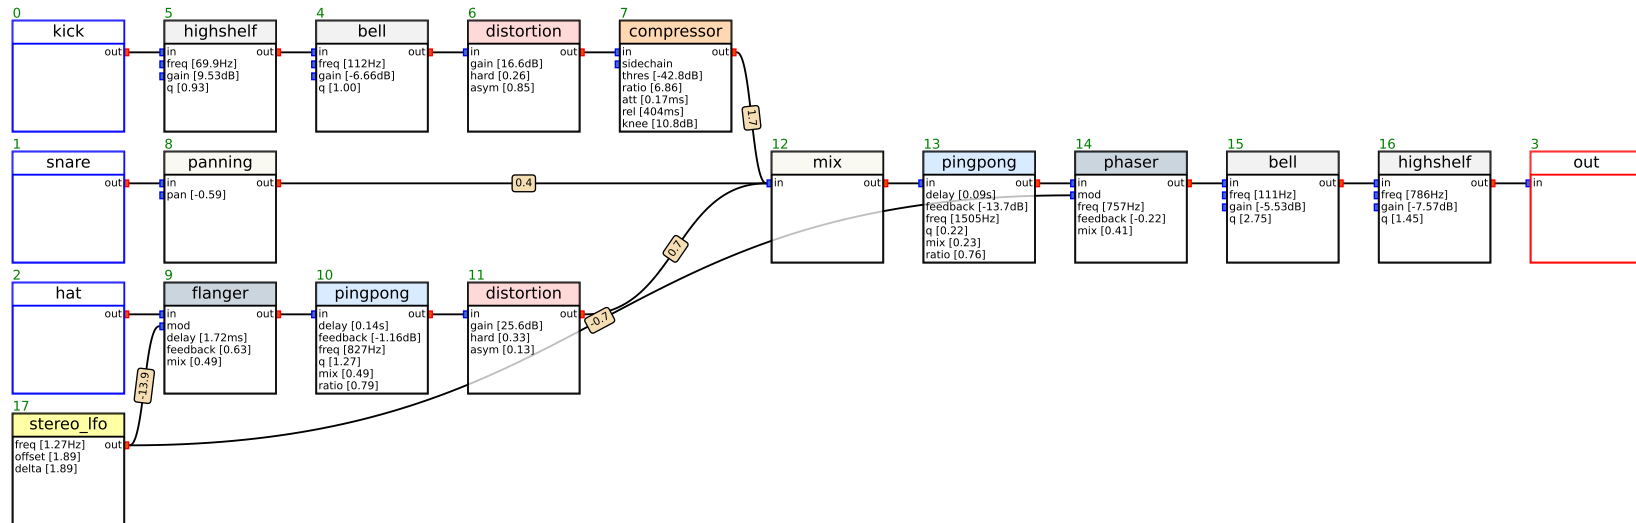 0
kick
out
5
highshelf
in out
freq [69.9Hz]
gain [9.53dB]
q [0.93]
4
bell
in out
freq [112Hz]
gain [-6.66dB]
q [1.00]
6
distortion
in out
gain [16.6dB]
hard [0.26]
asym [0.85]
7
compressor
in out
sidechain
thres [-42.8dB]
ratio [6.86]
att [0.17ms]
rel [404ms]
knee [10.8dB]
1.7
1
snare
out
8
panning
in out
pan [-0.59]
0.4
12
mix
in out
13
pingpong
in out
delay [0.09s]
feedback [-13.7dB]
freq [1505Hz]
q [0.22]
mix [0.23]
ratio [0.76]
14
phaser
in out
mod
freq [757Hz]
feedback [-0.22]
mix [0.41]
15
bell
in out
freq [111Hz]
gain [-5.53dB]
q [2.75]
16
highshelf
in out
freq [786Hz]
gain [-7.57dB]
q [1.45]
3
out
in
0.7
2
hat
out
9
flanger
in out
mod
delay [1.72ms]
feedback [0.63]
mix [0.49]
10
pingpong
in out
delay [0.14s]
feedback [-1.16dB]
freq [827Hz]
q [1.27]
mix [0.49]
ratio [0.79]
11
distortion
in out
gain [25.6dB]
hard [0.33]
asym [0.13]
-0.7
-13.9
17
stereo_lfo
freq [1.27Hz] out
offset [1.89]
delta [1.89]